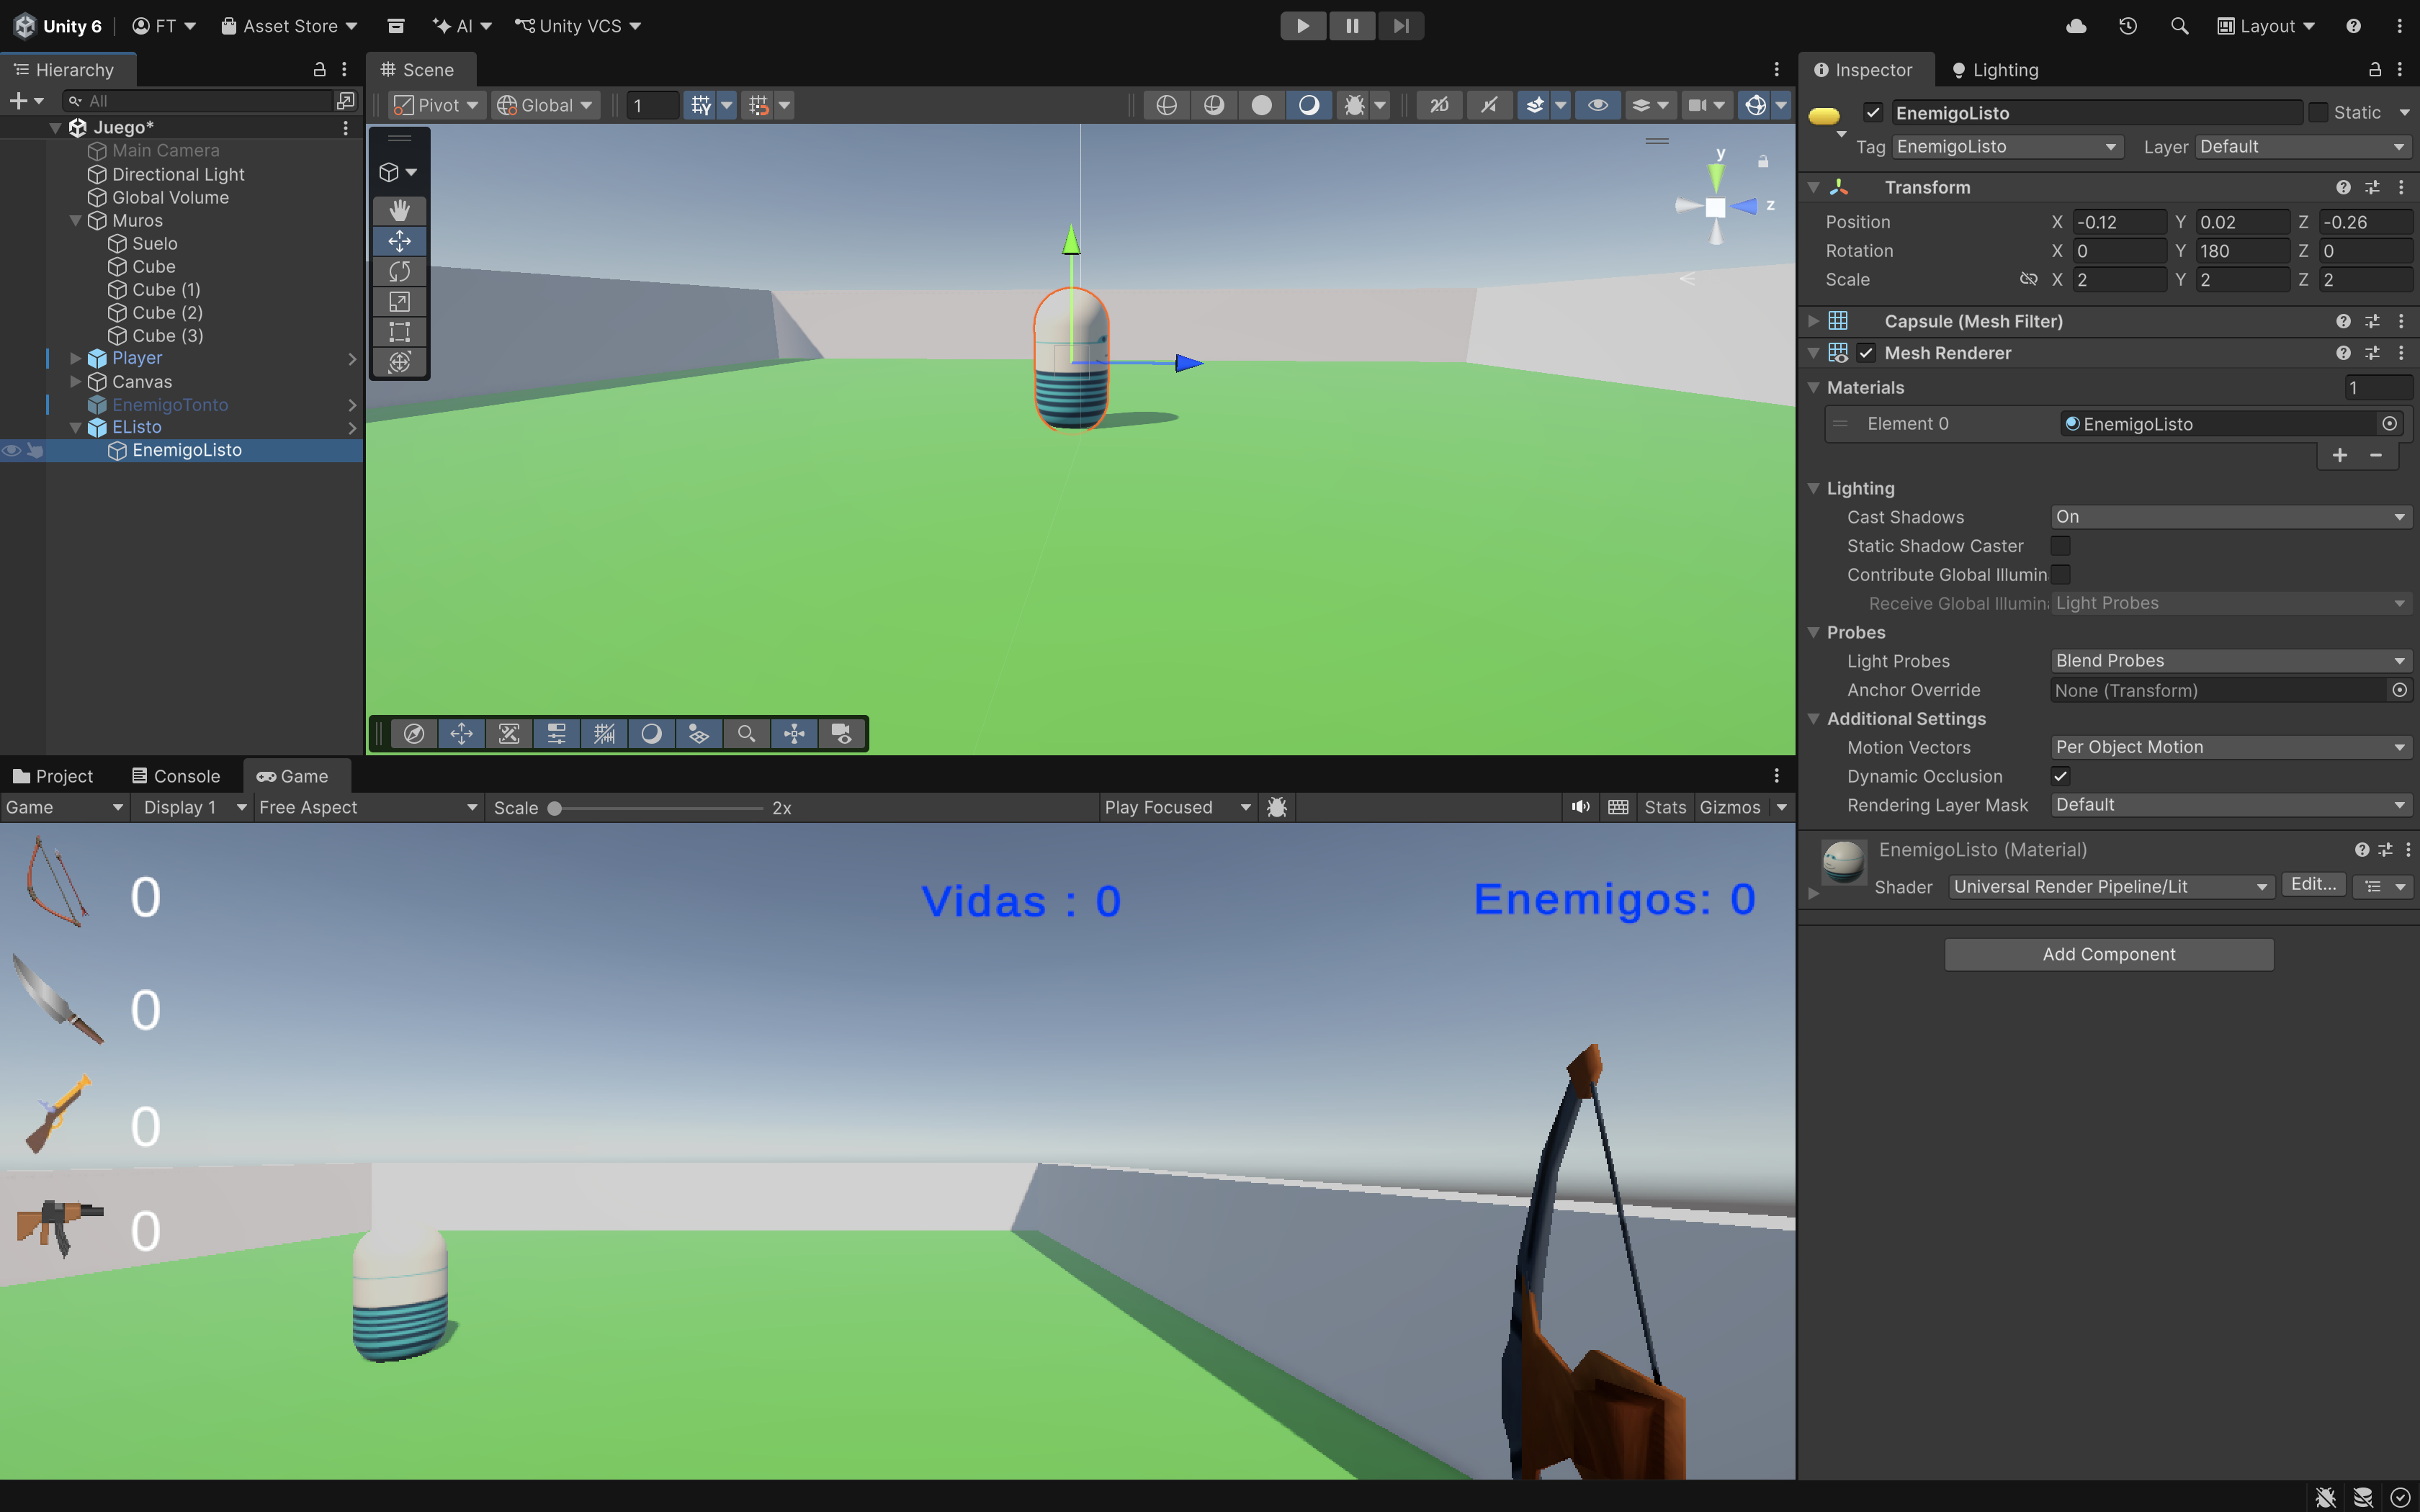 Unity 6 FT Asset Store AI Unity VCS Layout
Hierarchy
All
Juego*
Main Camera
Directional Light
Global Volume
Muros
Suelo
Cube
Cube (1)
Cube (2)
Cube (3)
Player
Canvas
EnemigoTonto
EListo
EnemigoListo
Scene
Pivot Global 1 2D
y
z
Project Console Game
Game Display 1 Free Aspect Scale 2x Play Focused Stats Gizmos
0
Vidas : 0
Enemigos: 0
0
0
0
Inspector Lighting
EnemigoListo Static
Tag EnemigoListo Layer Default
Transform
Position X -0.12 Y 0.02 Z -0.26
Rotation X 0 Y 180 Z 0
Scale X 2 Y 2 Z 2
Capsule (Mesh Filter)
Mesh Renderer
Materials 1
Element 0 EnemigoListo
Lighting
Cast Shadows On
Static Shadow Caster
Contribute Global Illumin
Receive Global Illumin Light Probes
Probes
Light Probes Blend Probes
Anchor Override None (Transform)
Additional Settings
Motion Vectors Per Object Motion
Dynamic Occlusion
Rendering Layer Mask Default
EnemigoListo (Material)
Shader Universal Render Pipeline/Lit Edit...
Add Component